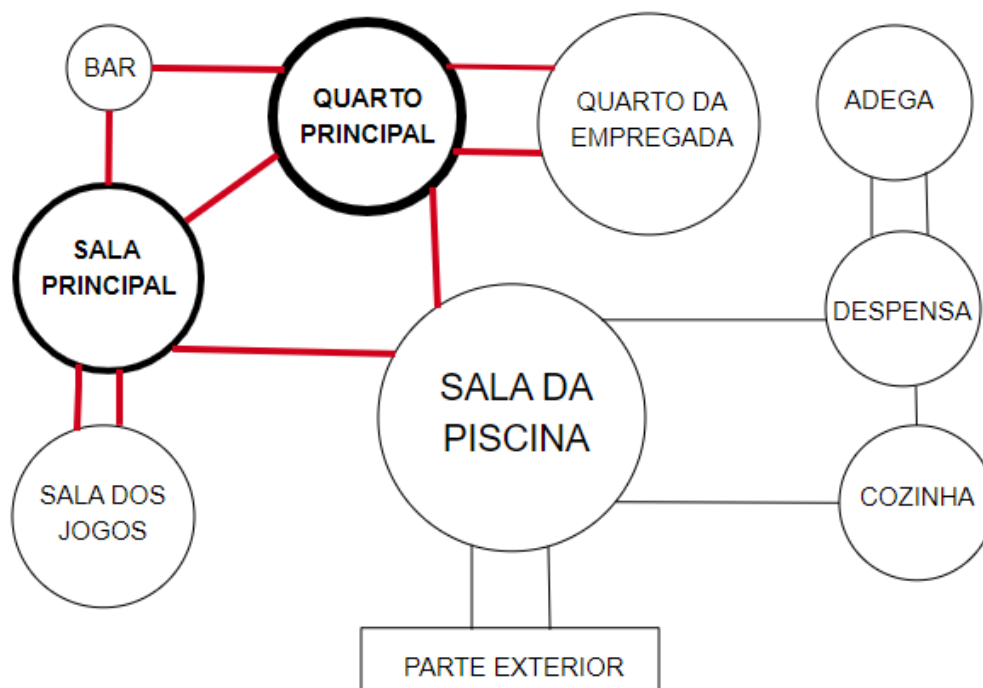 BAR
QUARTO
PRINCIPAL
QUARTO DA
EMPREGADA
ADEGA
SALA
PRINCIPAL
DESPENSA
SALA DA
PISCINA
SALA DOS
JOGOS
COZINHA
PARTE EXTERIOR